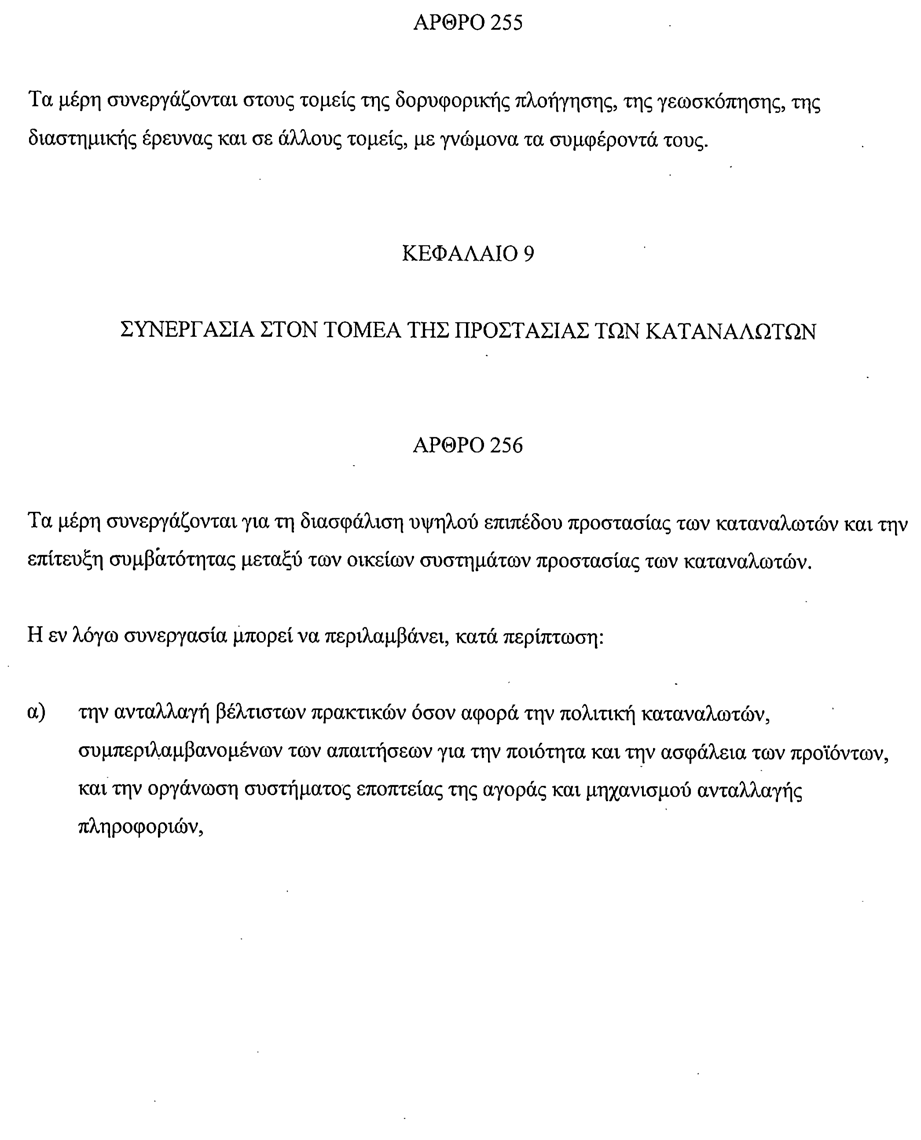 ΑΡΘΡΟ 255
Τα μέρη συνεργάζονται στους τομείς της δορυφορικής πλοήγησης, της γεωσκόπησης, της
διαστημικής έρευνας και σε άλλους τομείς, με γνώμονα τα συμφέροντά τους.
ΚΕΦΑΛΑΙΟ 9
ΣΥΝΕΡΓΑΣΙΑ ΣΤΟΝ ΤΟΜΕΑ ΤΗΣ ΠΡΟΣΤΑΣΙΑΣ ΤΩΝ ΚΑΤΑΝΑΛΩΤΩΝ
ΑΡΘΡΟ 256
Τα μέρη συνεργάζονται για τη διασφάλιση υψηλού επιπέδου προστασίας των καταναλωτών και την
επίτευξη συμβατότητας μεταξύ των οικείων συστημάτων προστασίας των καταναλωτών.
Η εν λόγω συνεργασία μπορεί να περιλαμβάνει, κατά περίπτωση:
α) την ανταλλαγή βέλτιστων πρακτικών όσον αφορά την πολιτική καταναλωτών,
συμπεριλαμβανομένων των απαιτήσεων για την ποιότητα και την ασφάλεια των προϊόντων,
και την οργάνωση συστήματος εποπτείας της αγοράς και μηχανισμού ανταλλαγής
πληροφοριών,